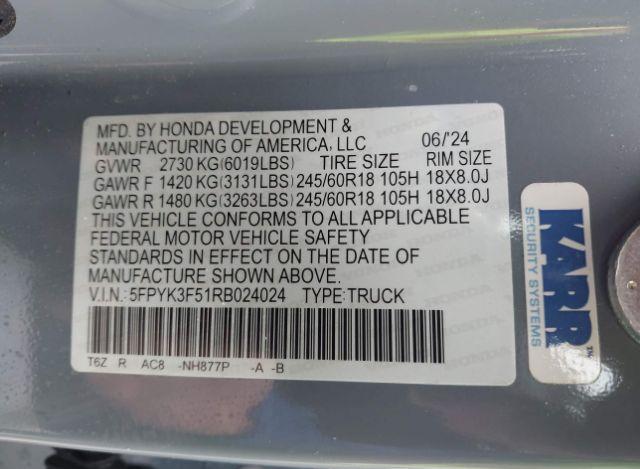 MFD. BY HONDA DEVELOPMENT &
MANUFACTURING OF AMERICA, LLC 06/'24
GVWR 2730 KG (6019LBS) TIRE SIZE RIM SIZE
GAWR F 1420 KG (3131LBS) 245/60R18 105H 18X8.0J
GAWR R 1480 KG (3263LBS) 245/60R18 105H 18X8.0J
THIS VEHICLE CONFORMS TO ALL APPLICABLE
FEDERAL MOTOR VEHICLE SAFETY
STANDARDS IN EFFECT ON THE DATE OF
MANUFACTURE SHOWN ABOVE.
V.I.N.: 5FPYK3F51RB024024 TYPE: TRUCK
T6Z R AC8 -NH877P -A -B
KARR TM
SECURITY SYSTEMS